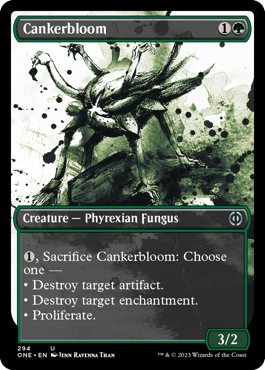 Cankerbloom 1
Creature — Phyrexian Fungus
1, Sacrifice Cankerbloom: Choose
one —
• Destroy target artifact.
• Destroy target enchantment.
• Proliferate.
3/2
294 U
ONE • EN Jenn Ravenna Tran ™ & © 2023 Wizards of the Coast